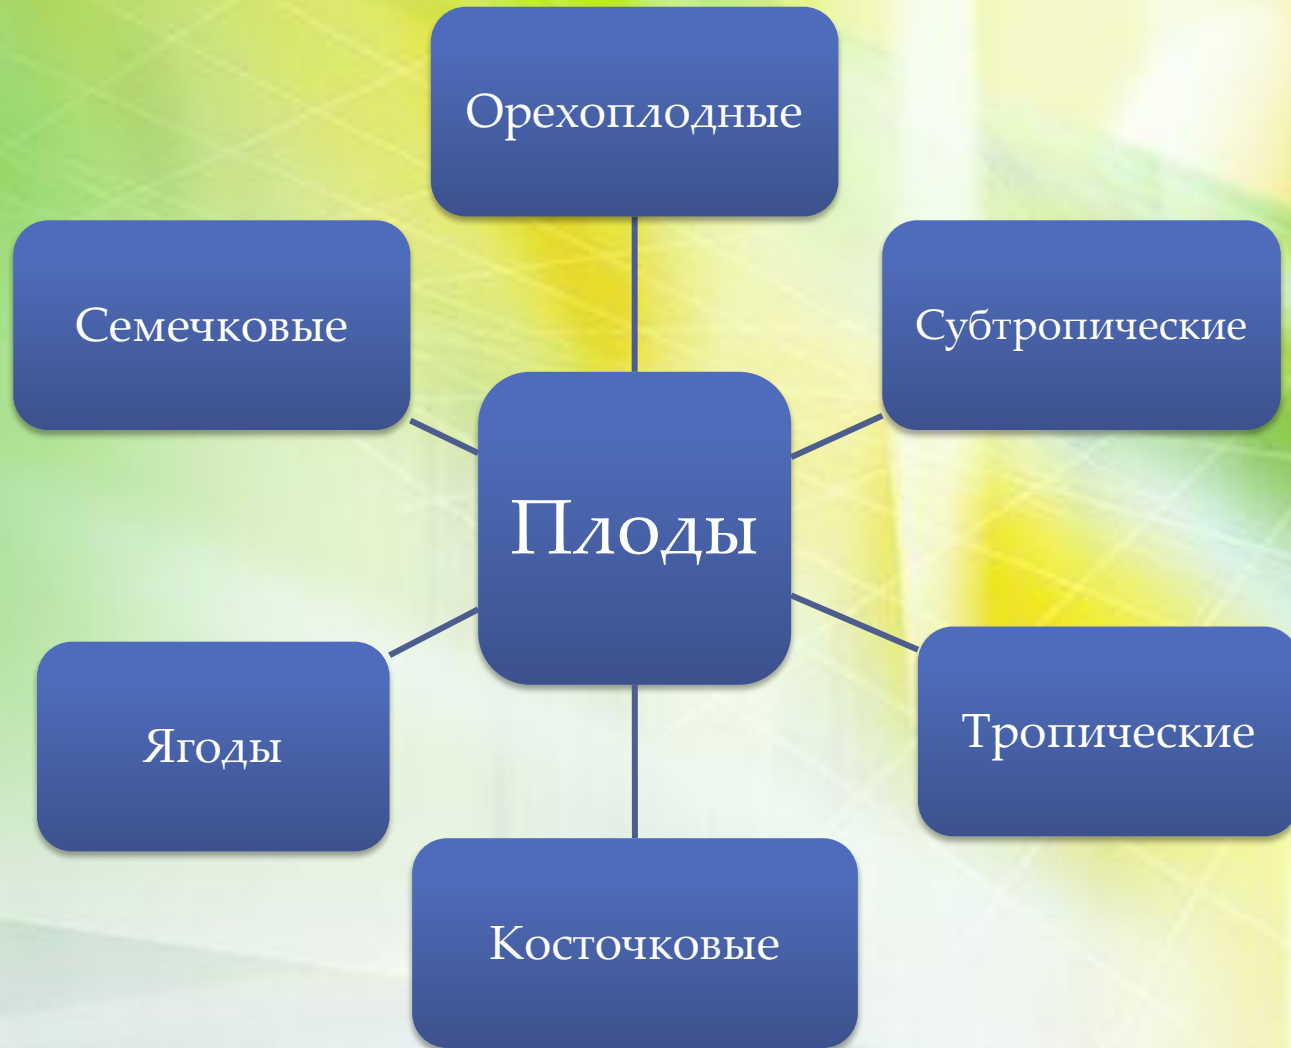 Орехоплодные
Семечковые
Субтропические
Плоды
Ягоды
Тропические
Косточковые